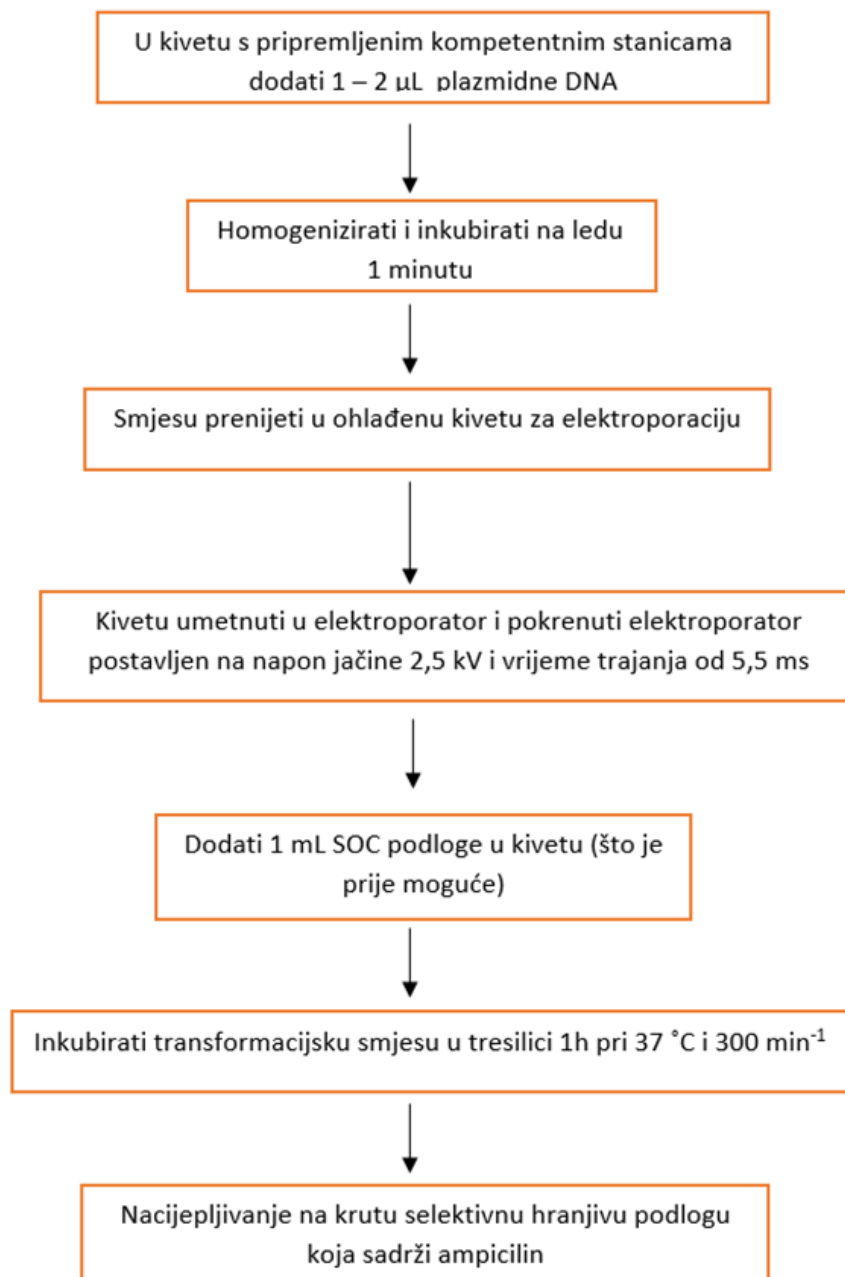 U kivetu s pripremljenim kompetentnim stanicama
dodati 1 – 2 µL plazmidne DNA
Homogenizirati i inkubirati na ledu
1 minutu
Smjesu prenijeti u ohlađenu kivetu za elektroporaciju
Kivetu umetnuti u elektroporator i pokrenuti elektroporator
postavljen na napon jačine 2,5 kV i vrijeme trajanja od 5,5 ms
Dodati 1 mL SOC podloge u kivetu (što je
prije moguće)
Inkubirati transformacijsku smjesu u tresilici 1h pri 37 ˚C i 300 min⁻¹
Nacijepljivanje na krutu selektivnu hranjivu podlogu
koja sadrži ampicilin